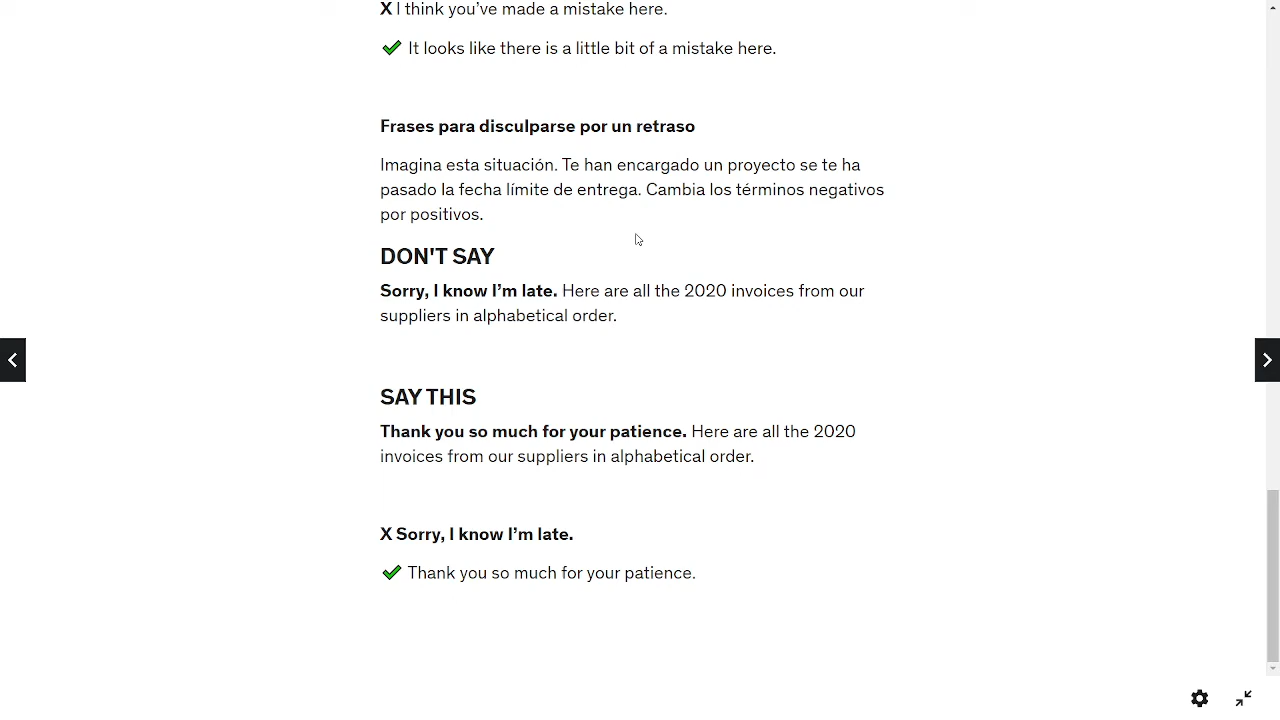 X I think you’ve made a mistake here.
✔ It looks like there is a little bit of a mistake here.
Frases para disculparse por un retraso
Imagina esta situación. Te han encargado un proyecto se te ha
pasado la fecha límite de entrega. Cambia los términos negativos
por positivos.
DON'T SAY
Sorry, I know I’m late. Here are all the 2020 invoices from our
suppliers in alphabetical order.
SAY THIS
Thank you so much for your patience. Here are all the 2020
invoices from our suppliers in alphabetical order.
X Sorry, I know I’m late.
✔ Thank you so much for your patience.